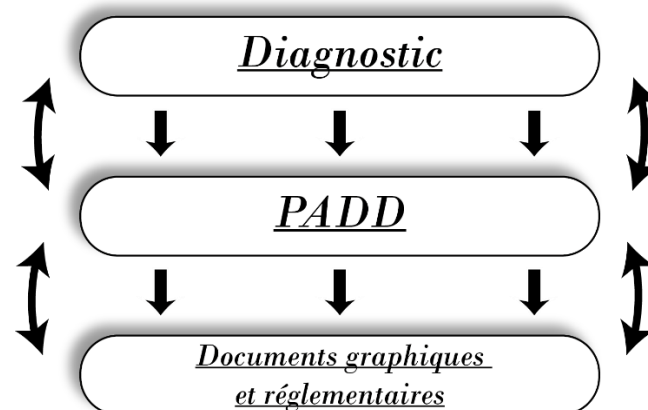 Diagnostic
PADD
Documents graphiques
et réglementaires